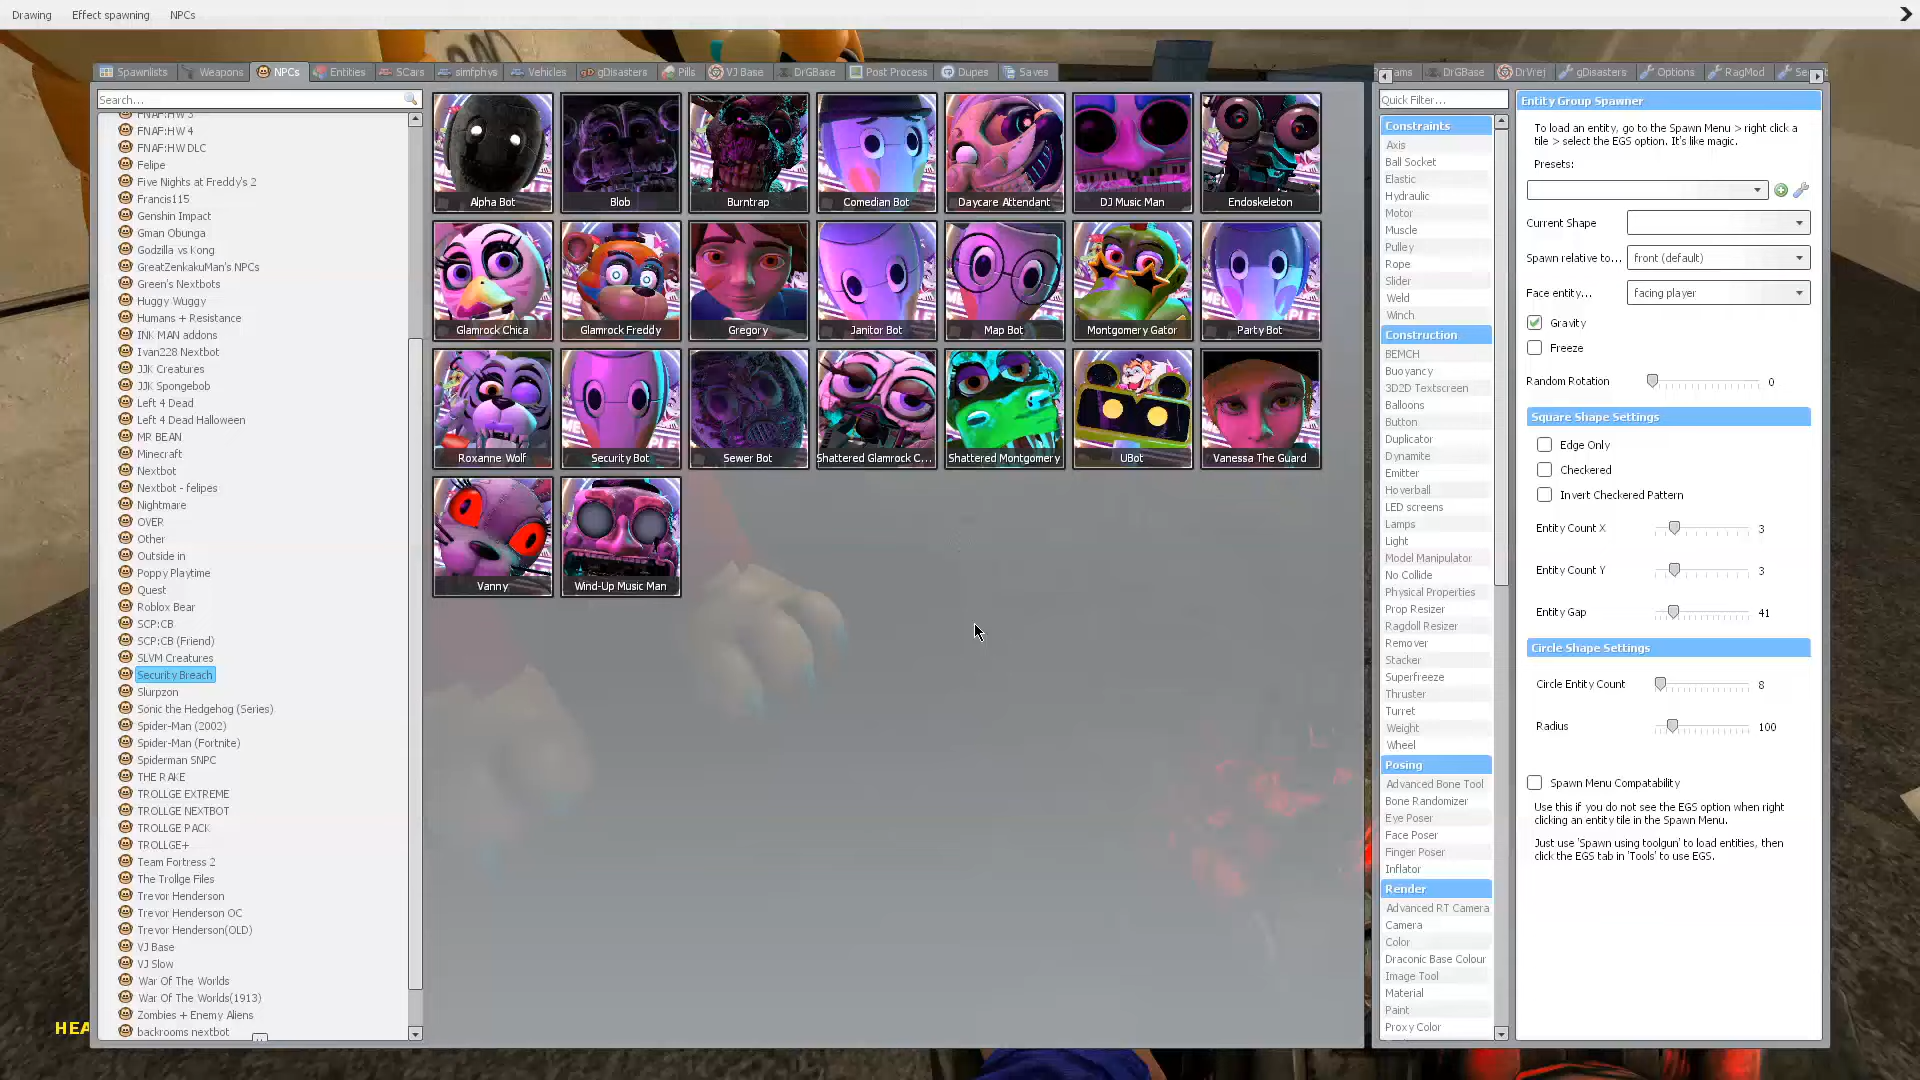 Drawing Effect spawning NPCs
Spawnlists Weapons NPCs Entities SCars simfphys Vehicles gDisasters Pills VJ Base DrGBase Post Process Dupes Saves
DrGBase gDisasters Options RagMod
Search...
FNAF:HW 3
FNAF:HW 4
FNAF:HW DLC
Felipe
Five Nights at Freddy's 2
Francis115
Genshin Impact
Gman Obunga
Godzilla vs Kong
GreatZenkakuMan's NPCs
Green's Nextbots
Huggy Wuggy
Humans + Resistance
INK MAN addons
Ivan228 Nextbot
JJK Creatures
JJK Spongebob
Left 4 Dead
Left 4 Dead Halloween
MR BEAN
Minecraft
Nextbot
Nextbot - felipes
Nightmare
OVER
Other
Outside in
Poppy Playtime
Quest
Roblox Bear
SCP:CB
SCP:CB (Friend)
SLVM Creatures
Security Breach
Slurpzon
Sonic the Hedgehog (Series)
Spider-Man (2002)
Spider-Man (Fortnite)
Spiderman SNPC
THE RAKE
TROLLGE EXTREME
TROLLGE NEXTBOT
TROLLGE PACK
TROLLGE+
Team Fortress 2
The Trollge Files
Trevor Henderson
Trevor Henderson OC
Trevor Henderson(OLD)
VJ Base
VJ Slow
War Of The Worlds
War Of The Worlds(1913)
Zombies + Enemy Aliens
backrooms nextbot
HEA
Alpha Bot Blob Burntrap Comedian Bot Daycare Attendant DJ Music Man Endoskeleton
Glamrock Chica Glamrock Freddy Gregory Janitor Bot Map Bot Montgomery Gator Party Bot
Roxanne Wolf Security Bot Sewer Bot Shattered Glamrock C... Shattered Montgomery UBot Vanessa The Guard
Vanny Wind-Up Music Man
Quick Filter...
Constraints
Axis
Ball Socket
Elastic
Hydraulic
Motor
Muscle
Pulley
Rope
Slider
Weld
Winch
Construction
BEMCH
Buoyancy
3D2D Textscreen
Balloons
Button
Duplicator
Dynamite
Emitter
Hoverball
LED screens
Lamps
Light
Model Manipulator
No Collide
Physical Properties
Prop Resizer
Ragdoll Resizer
Remover
Stacker
Superfreeze
Thruster
Turret
Weight
Wheel
Posing
Advanced Bone Tool
Bone Randomizer
Eye Poser
Face Poser
Finger Poser
Inflator
Render
Advanced RT Camera
Camera
Color
Draconic Base Colour
Image Tool
Material
Paint
Proxy Color
Entity Group Spawner
To load an entity, go to the Spawn Menu > right click a
tile > select the EGS option. It's like magic.
Presets:
Current Shape
Spawn relative to... front (default)
Face entity... facing player
Gravity
Freeze
Random Rotation 0
Square Shape Settings
Edge Only
Checkered
Invert Checkered Pattern
Entity Count X 3
Entity Count Y 3
Entity Gap 41
Circle Shape Settings
Circle Entity Count 8
Radius 100
Spawn Menu Compatability
Use this if you do not see the EGS option when right
clicking an entity tile in the Spawn Menu.
Just use 'Spawn using toolgun' to load entities, then
click the EGS tab in 'Tools' to use EGS.